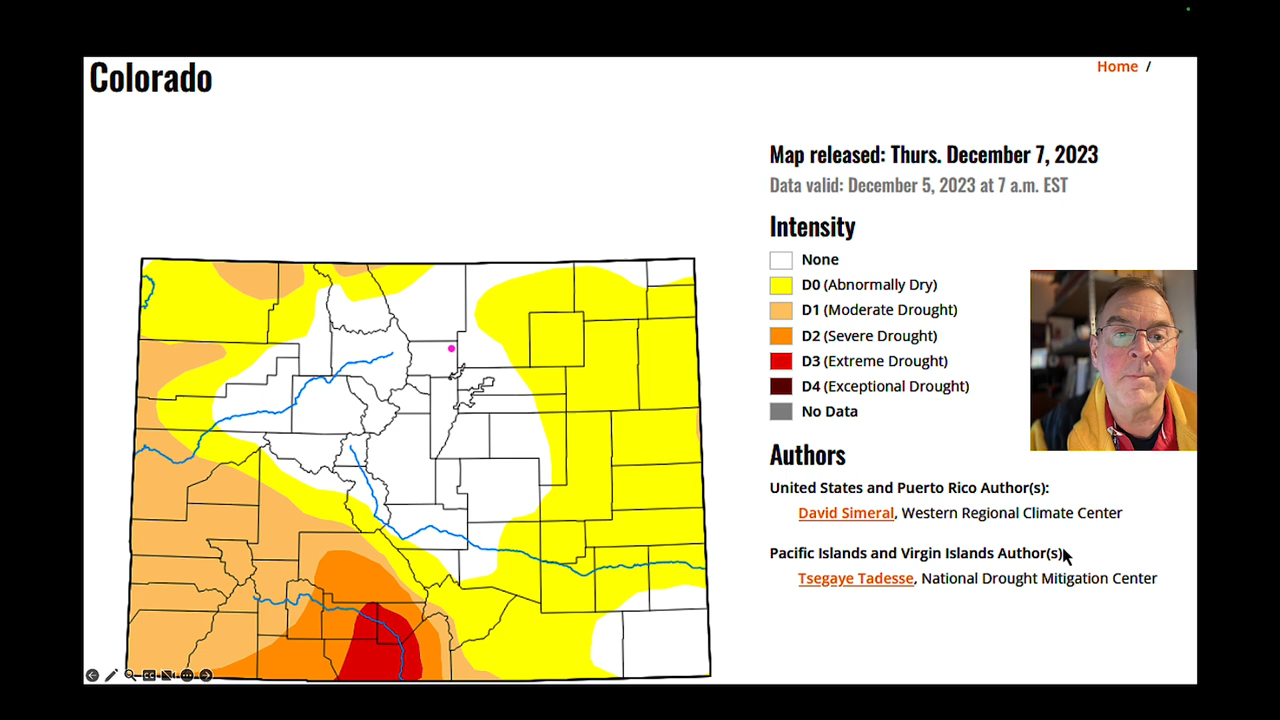 Colorado
Home /
Map released: Thurs. December 7, 2023
Data valid: December 5, 2023 at 7 a.m. EST
Intensity
None
D0 (Abnormally Dry)
D1 (Moderate Drought)
D2 (Severe Drought)
D3 (Extreme Drought)
D4 (Exceptional Drought)
No Data
Authors
United States and Puerto Rico Author(s):
David Simeral, Western Regional Climate Center
Pacific Islands and Virgin Islands Author(s)
Tsegaye Tadesse, National Drought Mitigation Center